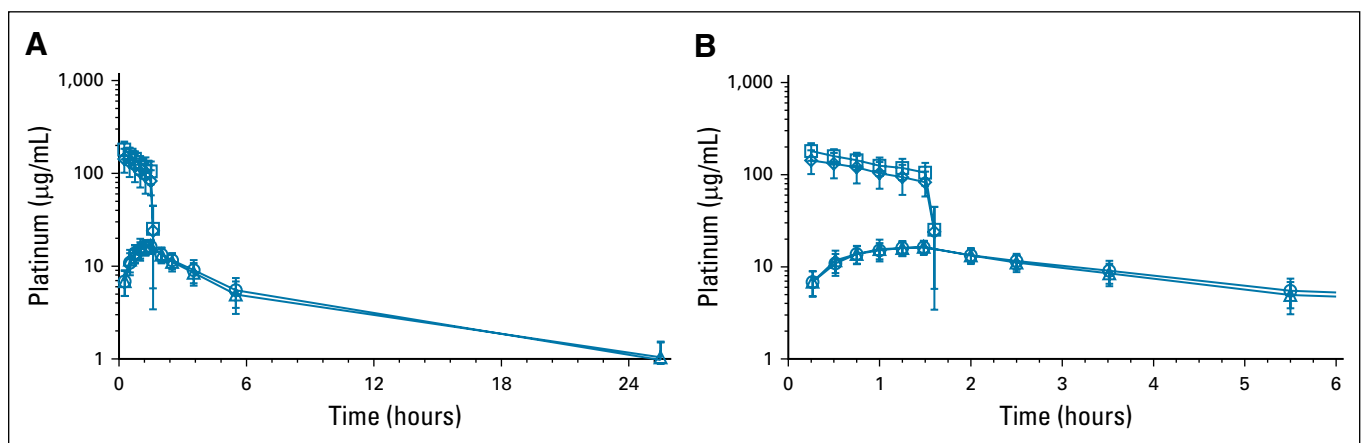 A
1,000
100
10
1
Platinum (μg/mL)
0 6 12 18 24
Time (hours)
B
1,000
100
10
1
Platinum (μg/mL)
0 1 2 3 4 5 6
Time (hours)